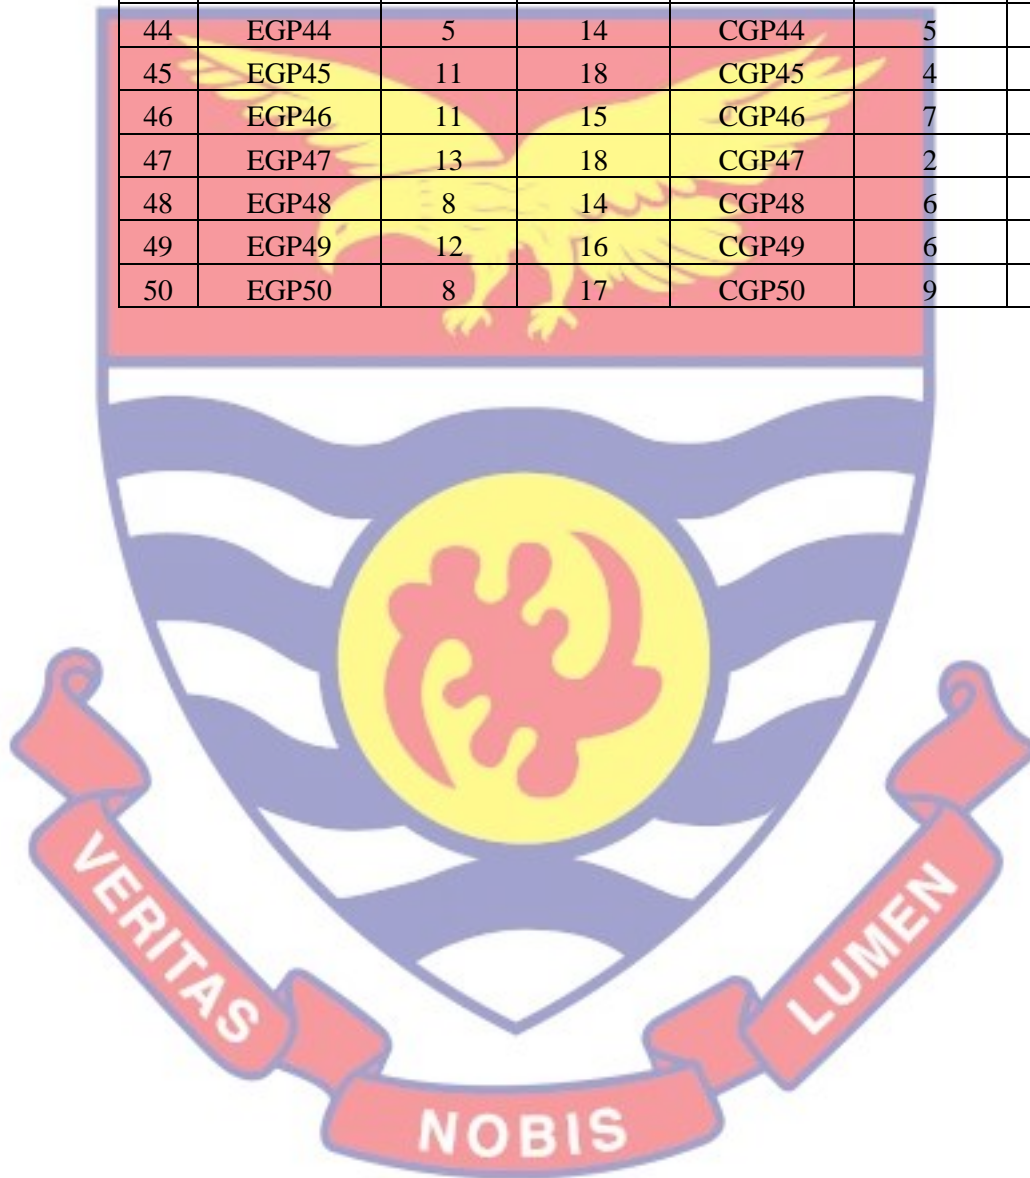 44 EGP44 5 14 CGP44 5
45 EGP45 11 18 CGP45 4
46 EGP46 11 15 CGP46 7
47 EGP47 13 18 CGP47 2
48 EGP48 8 14 CGP48 6
49 EGP49 12 16 CGP49 6
50 EGP50 8 17 CGP50 9
VERITAS
NOBIS
LUMEN